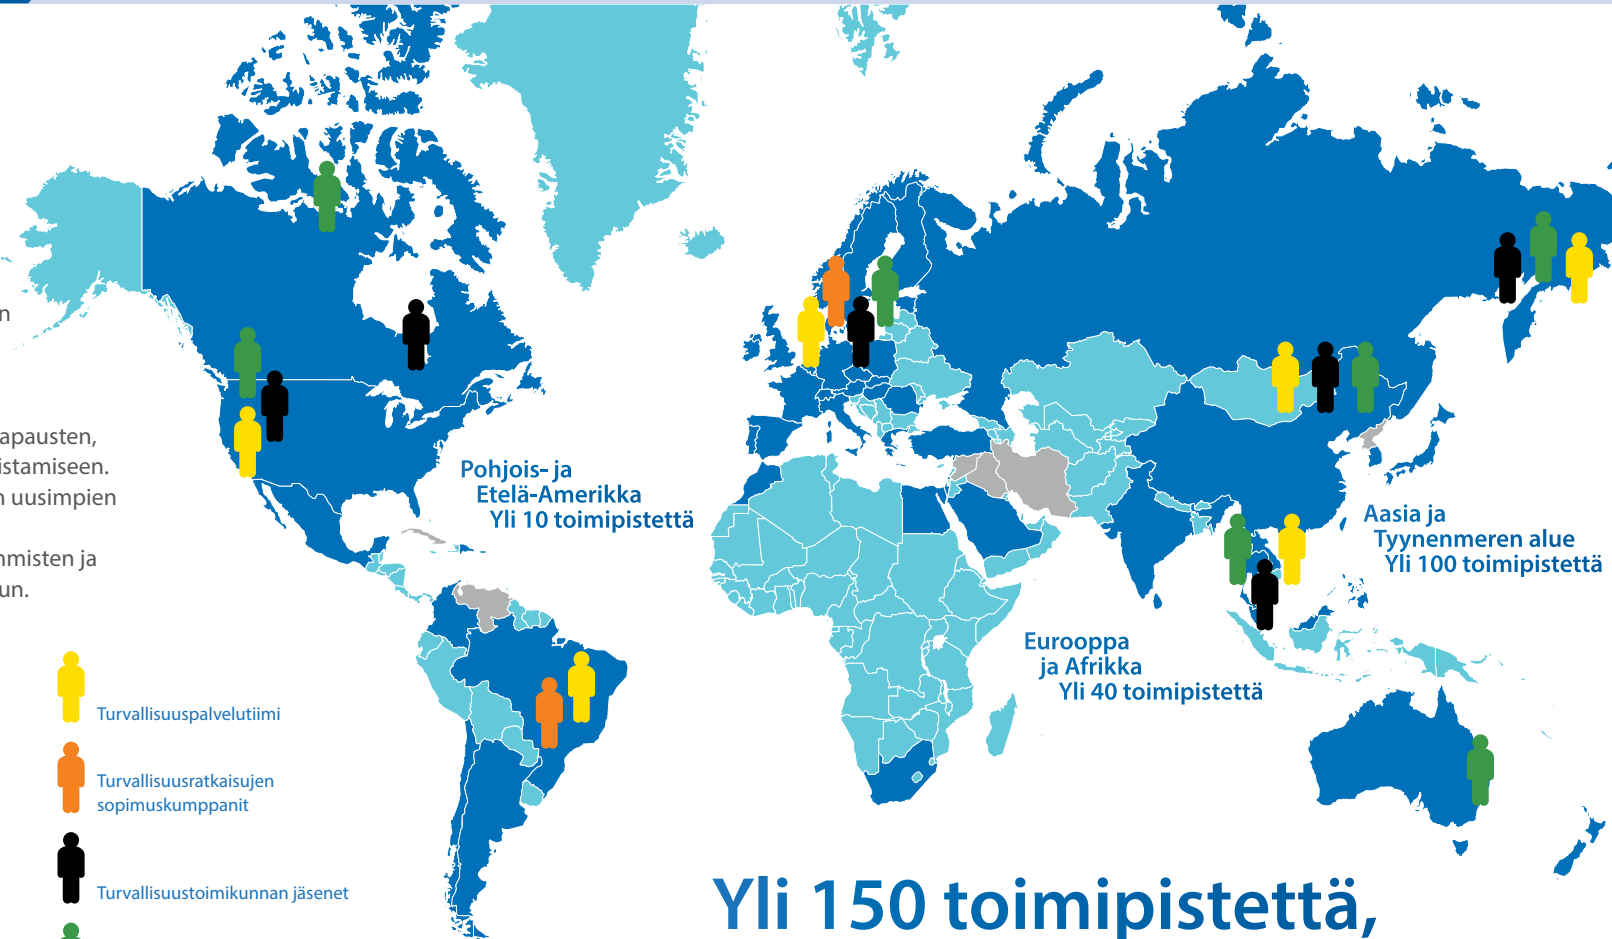 n
apausten,
istamiseen.
n uusimpien
nmisten ja
un.
Pohjois- ja
Etelä-Amerikka
Yli 10 toimipistettä
Aasia ja
Tyynenmeren alue
Yli 100 toimipistettä
Eurooppa
ja Afrikka
Yli 40 toimipistettä
Turvallisuuspalvelutiimi
Turvallisuusratkaisujen
sopimuskumppanit
Turvallisuustoimikunnan jäsenet
Yli 150 toimipistettä,